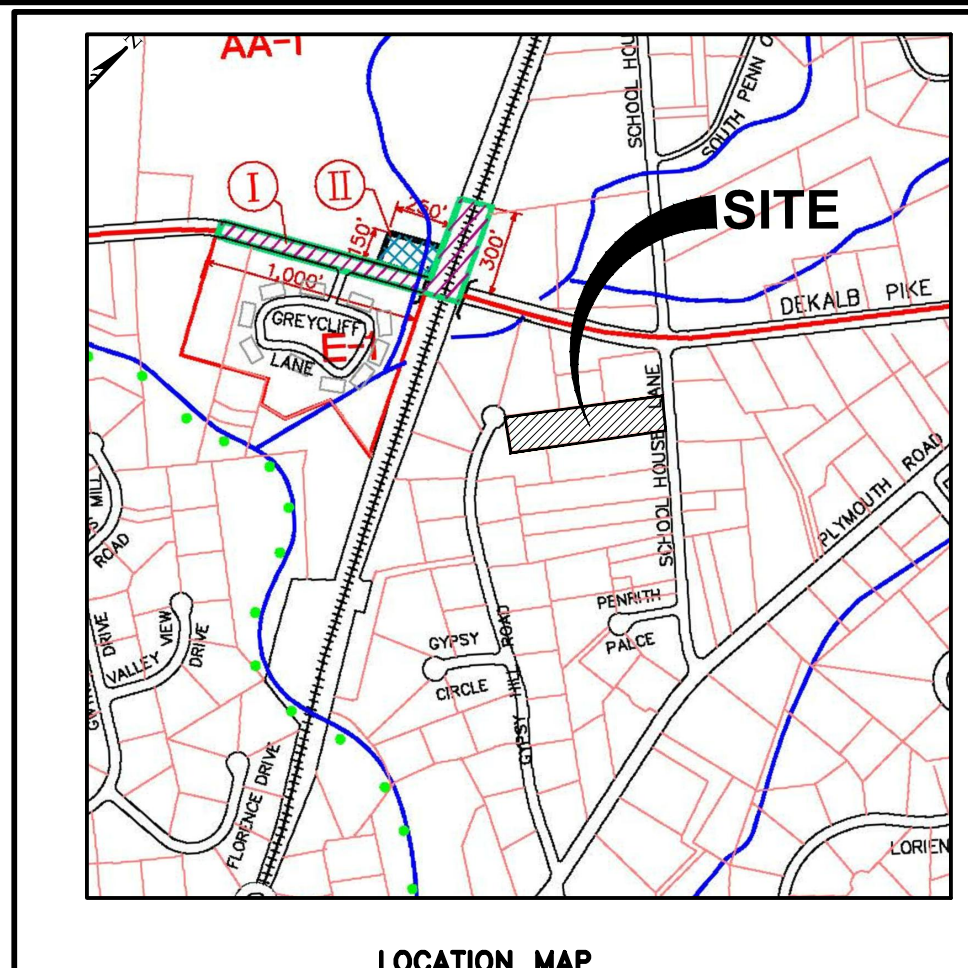 Z
AA-1
SCHOOL HOU
SOUTH PENN O
I
II
250'
150'
300'
1,000'
SITE
DEKALB PIKE
GREYCLIFF
LANE
E-1
SCHOOL HOUSE LANE
PLYMOUTH ROAD
MILL
ROAD
PENRITH
PALCE
DRIVE
VALLEY VIEW
DRIVE
GYPSY
CIRCLE
GYPSY HILL ROAD
FLORENCE DRIVE
LORIEN
LOCATION MAP